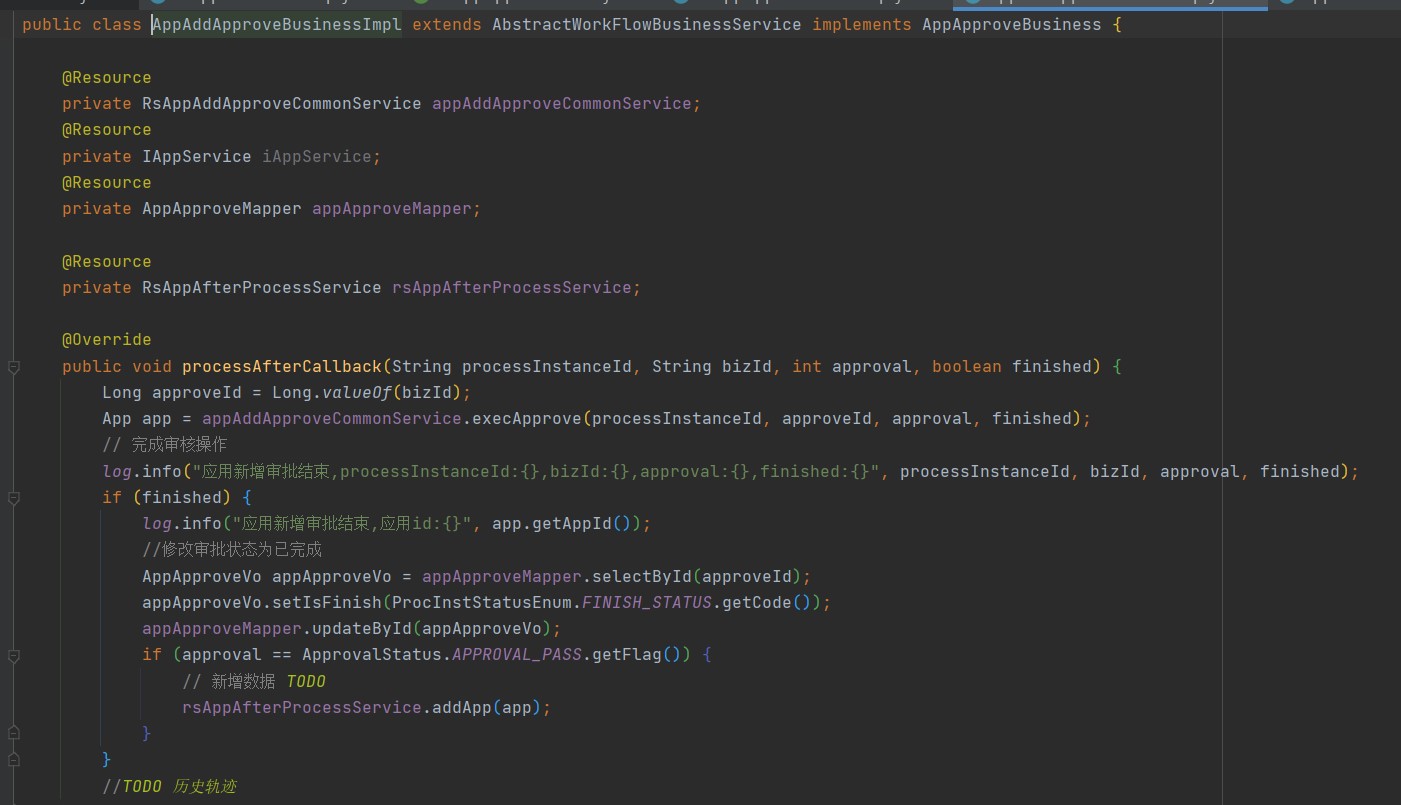 public class AppAddApproveBusinessImpl extends AbstractWorkFlowBusinessService implements AppApproveBusiness {
@Resource
private RsAppAddApproveCommonService appAddApproveCommonService;
@Resource
private IAppService iAppService;
@Resource
private AppApproveMapper appApproveMapper;
@Resource
private RsAppAfterProcessService rsAppAfterProcessService;
@Override
public void processAfterCallback(String processInstanceId, String bizId, int approval, boolean finished) {
Long approveId = Long.valueOf(bizId);
App app = appAddApproveCommonService.execApprove(processInstanceId, approveId, approval, finished);
// 完成审核操作
log.info("应用新增审批结束,processInstanceId:{},bizId:{},approval:{},finished:{}", processInstanceId, bizId, approval, finished);
if (finished) {
log.info("应用新增审批结束,应用id:{}", app.getAppId());
//修改审批状态为已完成
AppApproveVo appApproveVo = appApproveMapper.selectById(approveId);
appApproveVo.setIsFinish(ProcInstStatusEnum.FINISH_STATUS.getCode());
appApproveMapper.updateById(appApproveVo);
if (approval == ApprovalStatus.APPROVAL_PASS.getFlag()) {
// 新增数据 TODO
rsAppAfterProcessService.addApp(app);
}
}
//TODO 历史轨迹